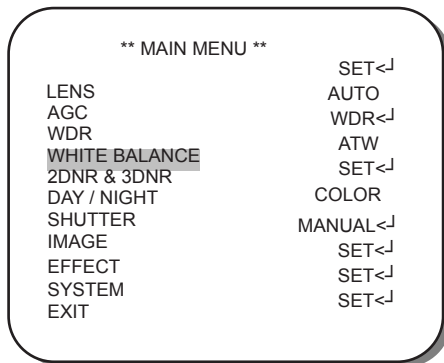 ** MAIN MENU **
LENS SET<┘
AGC AUTO
WDR WDR<┘
WHITE BALANCE ATW
2DNR & 3DNR SET<┘
DAY / NIGHT COLOR
SHUTTER MANUAL<┘
IMAGE SET<┘
EFFECT SET<┘
SYSTEM SET<┘
EXIT